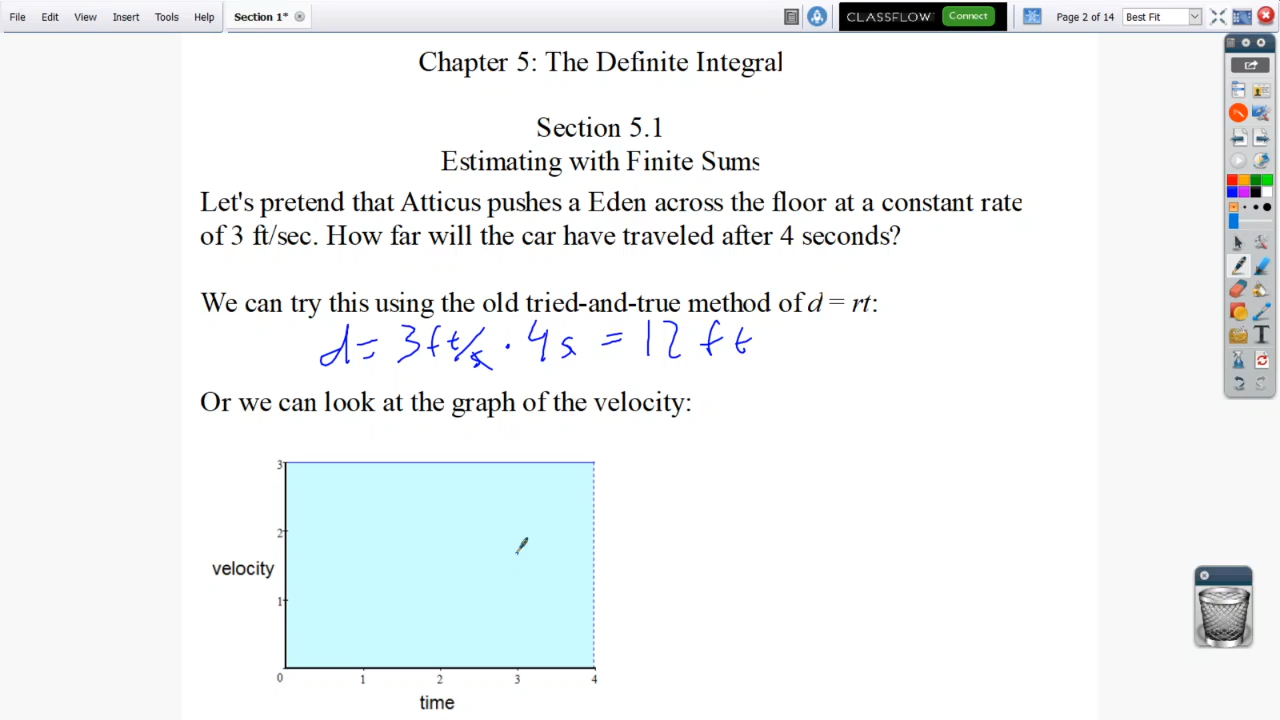 File Edit View Insert Tools Help Section 1* CLASSFLOW Connect Page 2 of 14 Best Fit
Chapter 5: The Definite Integral
Section 5.1
Estimating with Finite Sums
Let's pretend that Atticus pushes a Eden across the floor at a constant rate
of 3 ft/sec. How far will the car have traveled after 4 seconds?
We can try this using the old tried-and-true method of d = rt:
d = 3ft/s · 4s = 12 ft
Or we can look at the graph of the velocity:
3
2
velocity
1
0 1 2 3 4
time